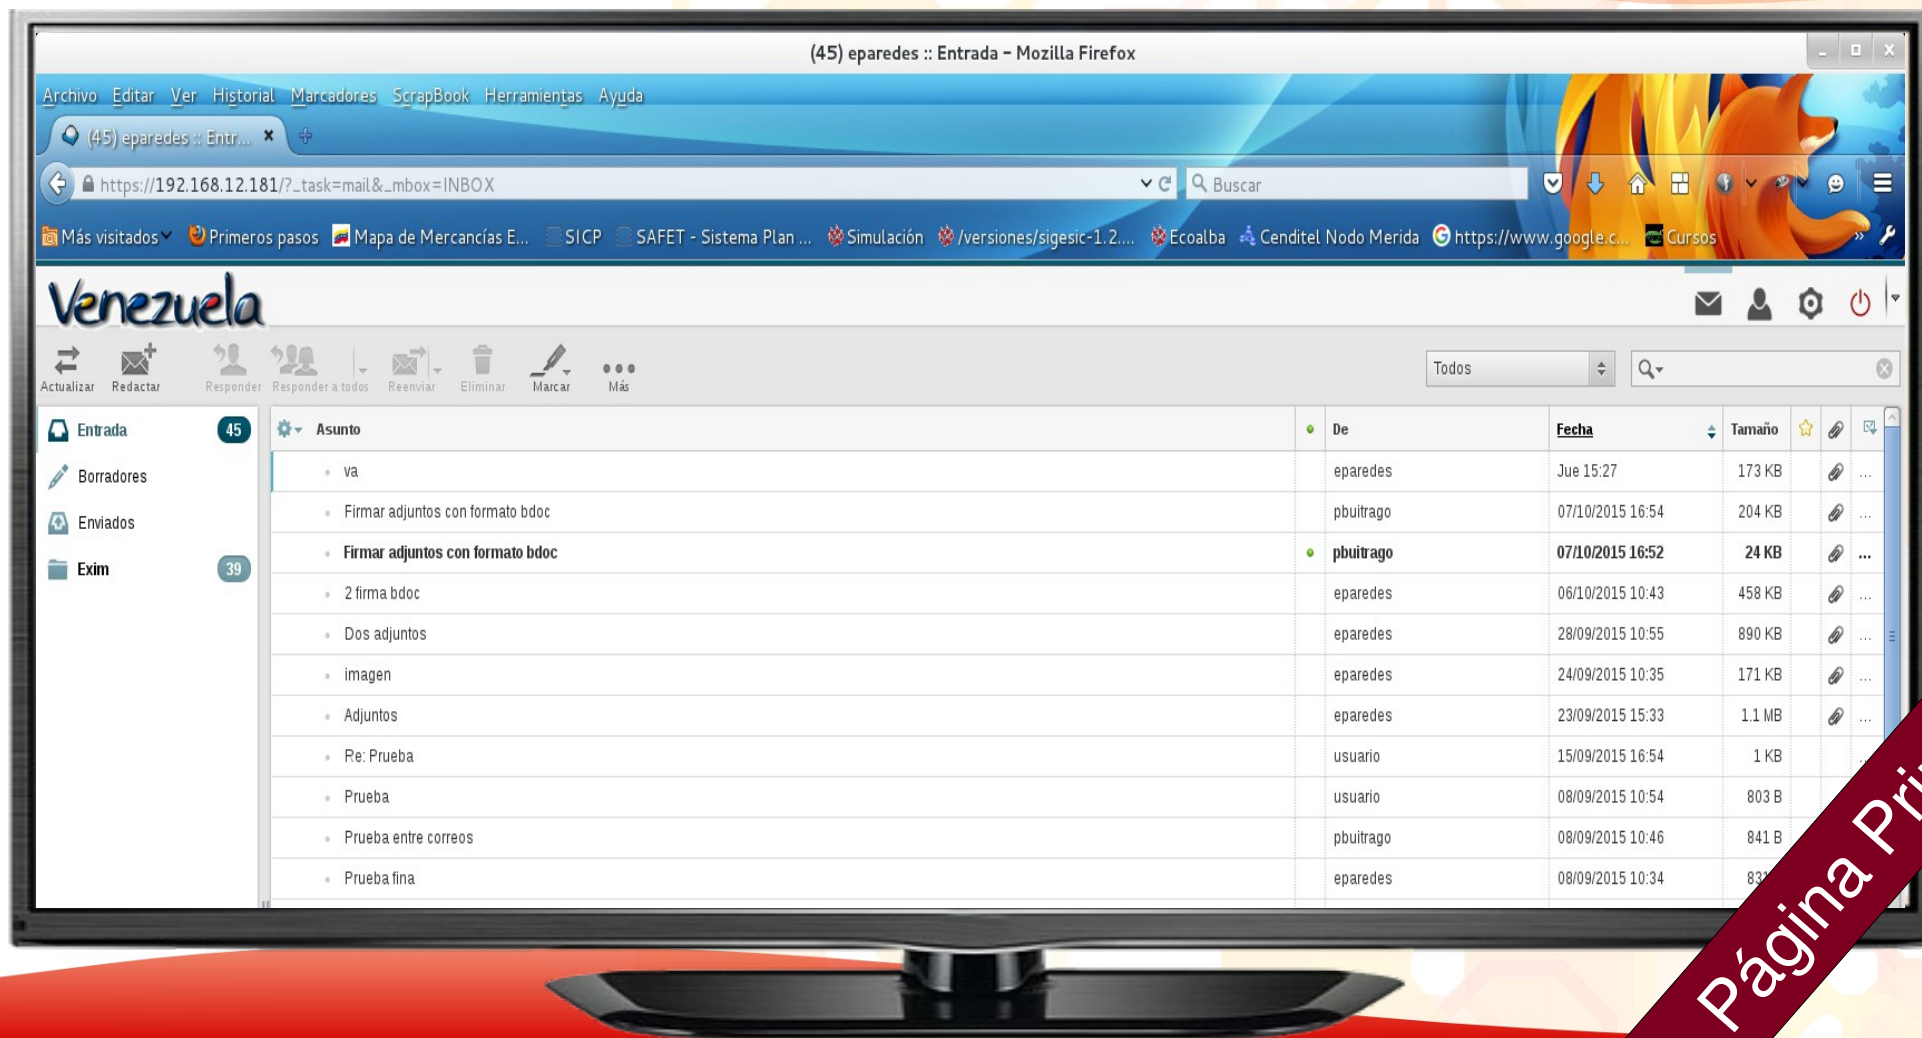 (45) eparedes :: Entrada - Mozilla Firefox
Archivo Editar Ver Historial Marcadores ScrapBook Herramientas Ayuda
(45) eparedes :: Entr...
https://192.168.12.181/?_task=mail&_mbox=INBOX
Buscar
Más visitados Primeros pasos Mapa de Mercancías E... SICP SAFET - Sistema Plan ... Simulación /versiones/sigesic-1.2.... Ecoalba Cenditel Nodo Merida https://www.google.c... Cursos »
Venezuela
Actualizar Redactar Responder Responder a todos Reenviar Eliminar Marcar Más
Todos
Entrada 45
Borradores
Enviados
Exim 39
Asunto De Fecha Tamaño
va eparedes Jue 15:27 173 KB ...
Firmar adjuntos con formato bdoc pbuitrago 07/10/2015 16:54 204 KB ...
Firmar adjuntos con formato bdoc pbuitrago 07/10/2015 16:52 24 KB ...
2 firma bdoc eparedes 06/10/2015 10:43 458 KB ...
Dos adjuntos eparedes 28/09/2015 10:55 890 KB ...
imagen eparedes 24/09/2015 10:35 171 KB ...
Adjuntos eparedes 23/09/2015 15:33 1.1 MB ...
Re: Prueba usuario 15/09/2015 16:54 1 KB
Prueba usuario 08/09/2015 10:54 803 B
Prueba entre correos pbuitrago 08/09/2015 10:46 841 B
Prueba fina eparedes 08/09/2015 10:34
Página Pri